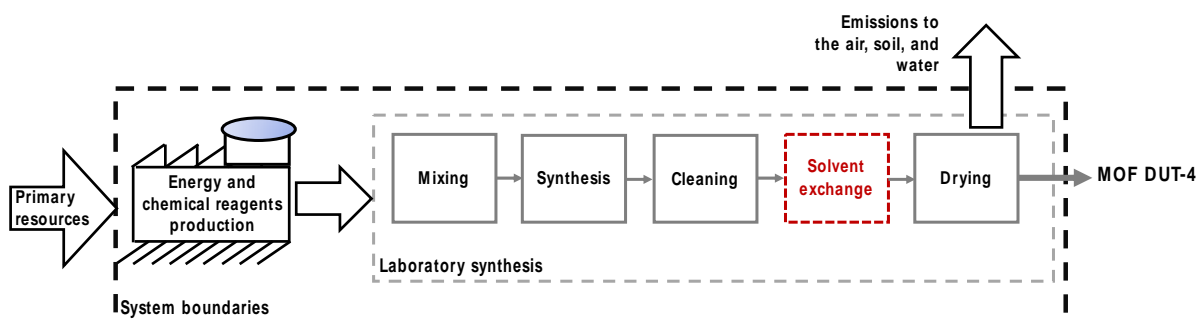 Emissions to
the air, soil, and
water
Primary
resources
Energy and
chemical reagents
production
Mixing
Synthesis
Cleaning
Solvent
exchange
Drying
MOF DUT-4
Laboratory synthesis
System boundaries